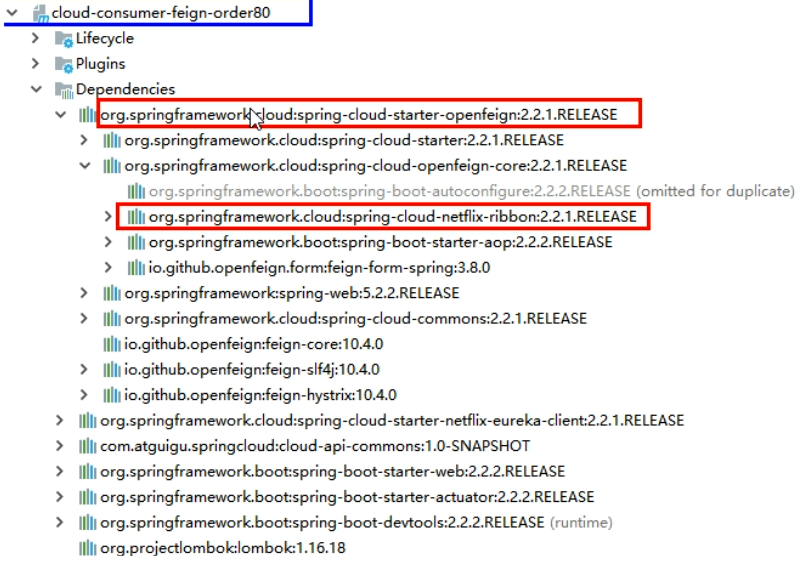 cloud-consumer-feign-order80
Lifecycle
Plugins
Dependencies
org.springframework.cloud:spring-cloud-starter-openfeign:2.2.1.RELEASE
org.springframework.cloud:spring-cloud-starter:2.2.1.RELEASE
org.springframework.cloud:spring-cloud-openfeign-core:2.2.1.RELEASE
org.springframework.boot:spring-boot-autoconfigure:2.2.2.RELEASE (omitted for duplicate)
org.springframework.cloud:spring-cloud-netflix-ribbon:2.2.1.RELEASE
org.springframework.boot:spring-boot-starter-aop:2.2.2.RELEASE
io.github.openfeign.form:feign-form-spring:3.8.0
org.springframework:spring-web:5.2.2.RELEASE
org.springframework.cloud:spring-cloud-commons:2.2.1.RELEASE
io.github.openfeign:feign-core:10.4.0
io.github.openfeign:feign-slf4j:10.4.0
io.github.openfeign:feign-hystrix:10.4.0
org.springframework.cloud:spring-cloud-starter-netflix-eureka-client:2.2.1.RELEASE
com.atguigu.springcloud:cloud-api-commons:1.0-SNAPSHOT
org.springframework.boot:spring-boot-starter-web:2.2.2.RELEASE
org.springframework.boot:spring-boot-starter-actuator:2.2.2.RELEASE
org.springframework.boot:spring-boot-devtools:2.2.2.RELEASE (runtime)
org.projectlombok:lombok:1.16.18